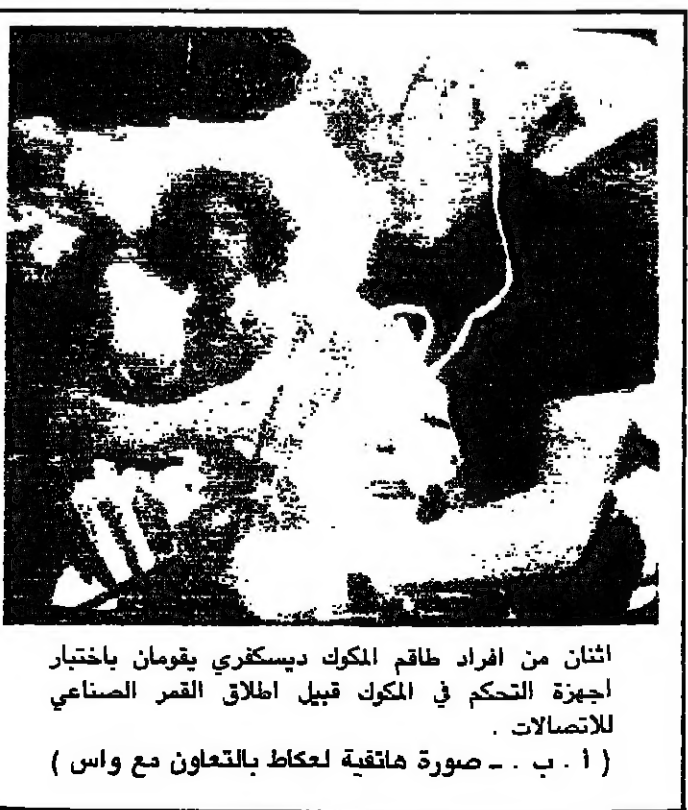 اثنان من افراد طاقم المكوك ديسكفري يقومان باختبار
اجهزة التحكم في المكوك قبيل اطلاق القمر الصناعي
للاتصالات .
( أ . ب . ـ صورة هاتفية لعكاظ بالتعاون مع واس )